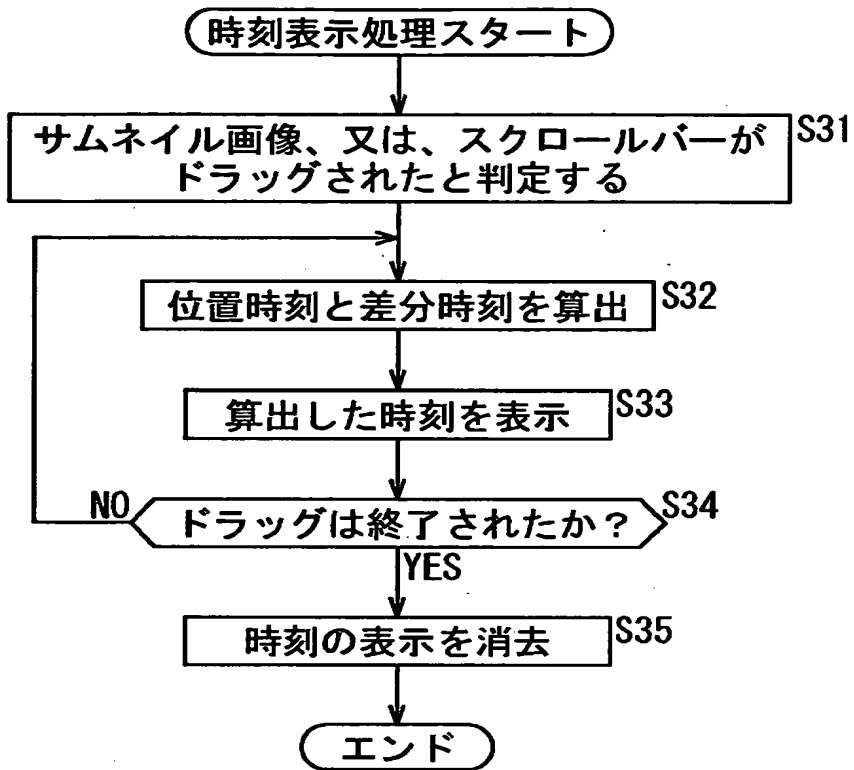 時刻表示処理スタート
サムネイル画像、又は、スクロールバーが
ドラッグされたと判定する
S31
位置時刻と差分時刻を算出
S32
算出した時刻を表示
S33
ドラッグは終了されたか？
S34
NO
YES
時刻の表示を消去
S35
エンド